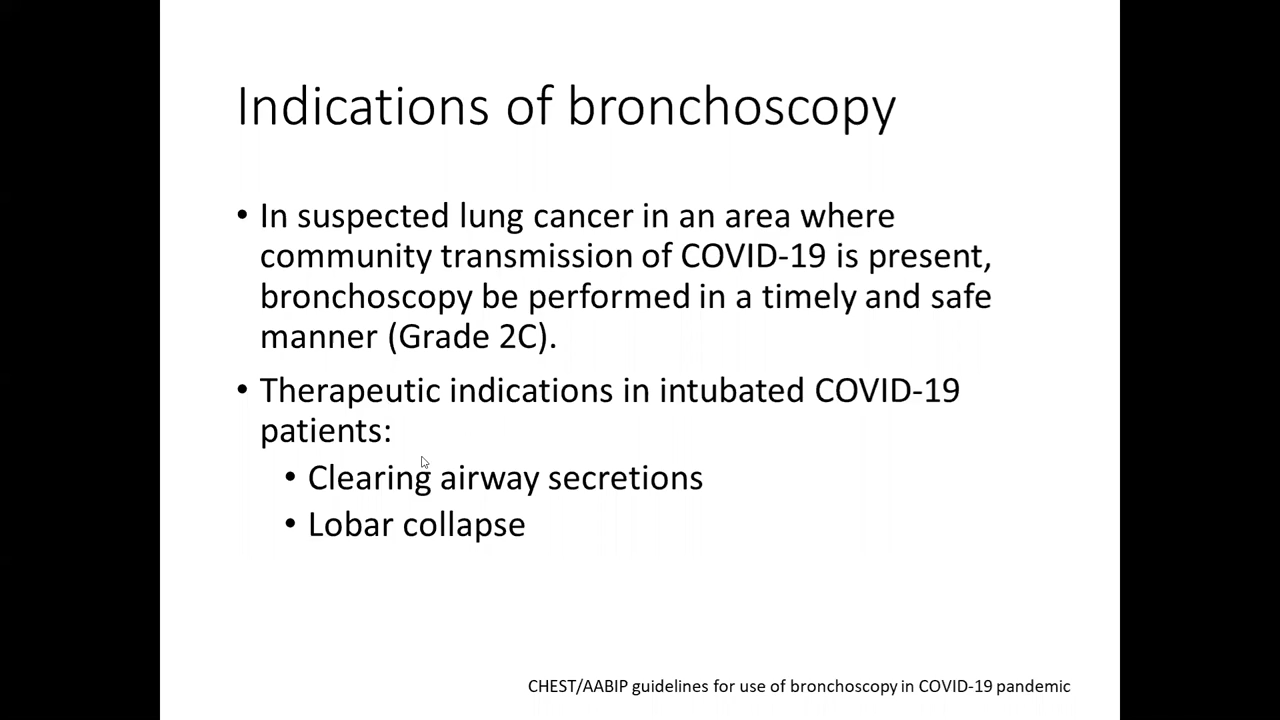 Indications of bronchoscopy
• In suspected lung cancer in an area where
community transmission of COVID-19 is present,
bronchoscopy be performed in a timely and safe
manner (Grade 2C).
• Therapeutic indications in intubated COVID-19
patients:
• Clearing airway secretions
• Lobar collapse
CHEST/AABIP guidelines for use of bronchoscopy in COVID-19 pandemic